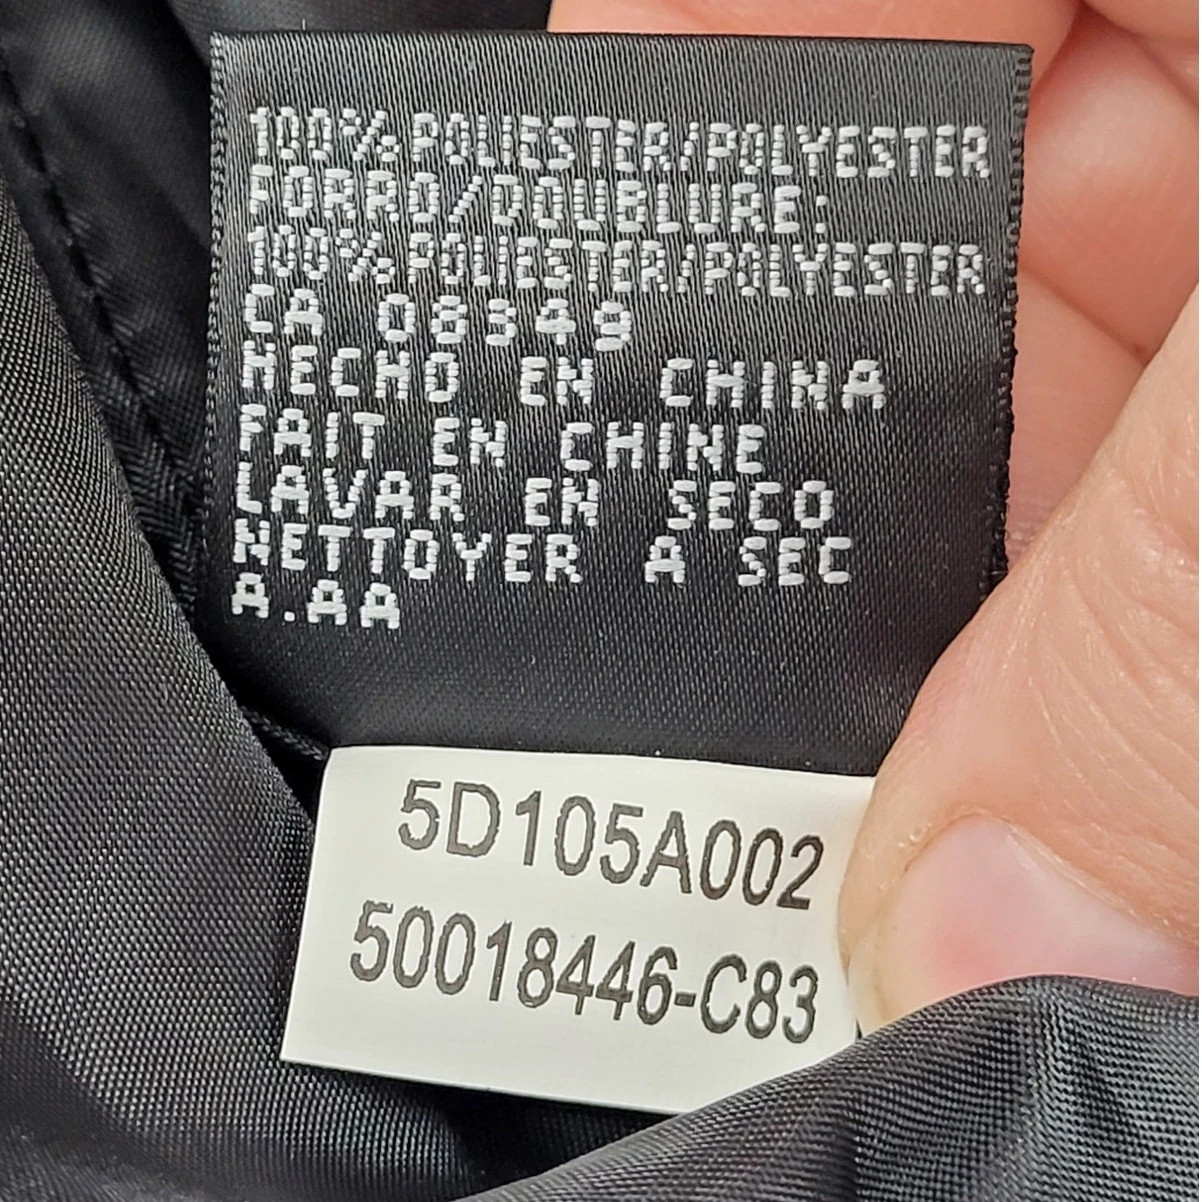 100% POLIESTER/POLYESTER
FORRO/DOUBLURE:
100% POLIESTER/POLYESTER
CA 08349
HECHO EN CHINA
FAIT EN CHINE
LAVAR EN SECO
NETTOYER A SEC
A.AA
5D105A002
50018446-C83